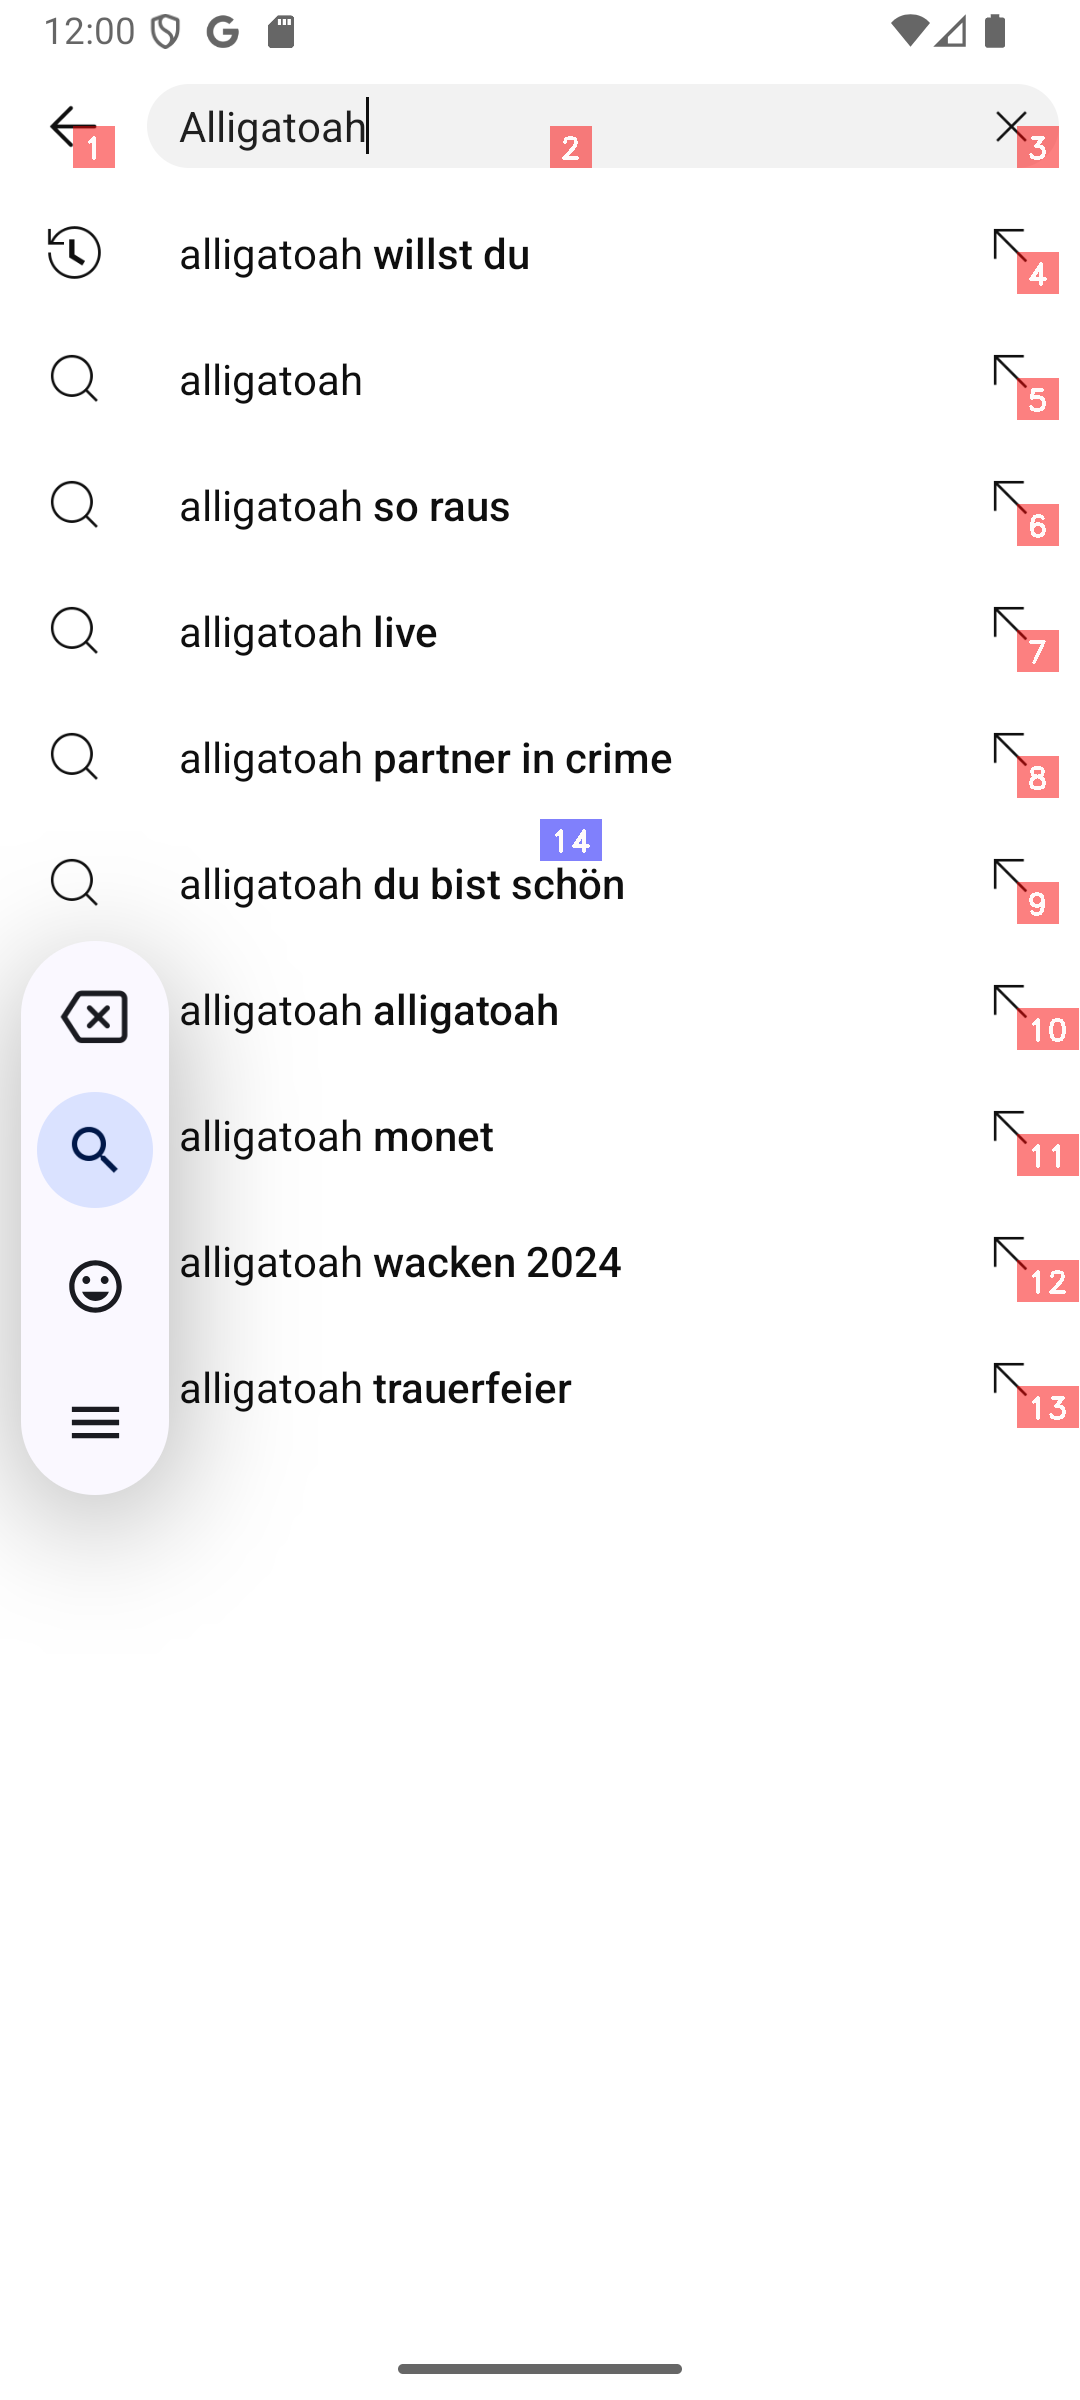 12:00
Alligatoah
1
2
3
alligatoah willst du
4
alligatoah
5
alligatoah so raus
6
alligatoah live
7
alligatoah partner in crime
8
14
alligatoah du bist schön
9
alligatoah alligatoah
10
alligatoah monet
11
alligatoah wacken 2024
12
alligatoah trauerfeier
13